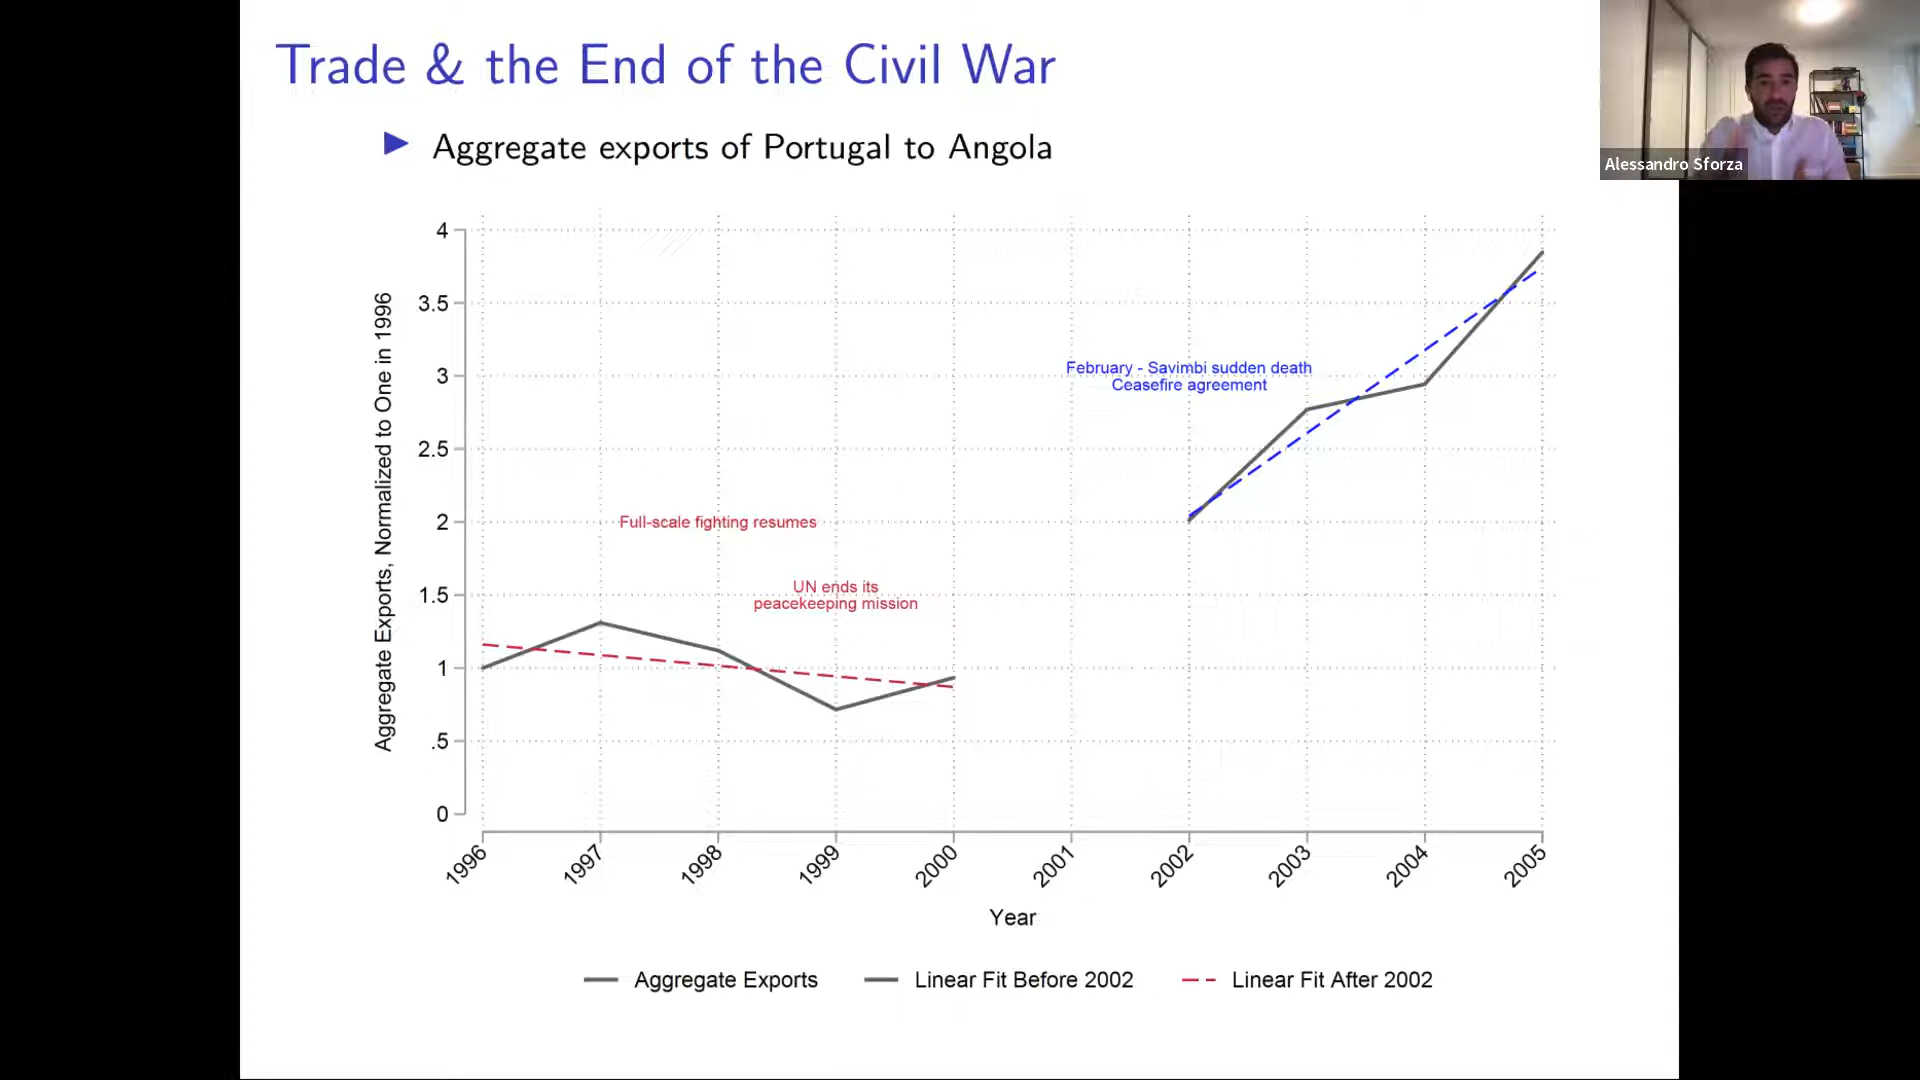 Trade & the End of the Civil War
Alessandro Sforza
▶ Aggregate exports of Portugal to Angola
Aggregate Exports, Normalized to One in 1996
4
3.5
3
2.5
2
1.5
1
.5
0
February - Savimbi sudden death
Ceasefire agreement
Full-scale fighting resumes
UN ends its
peacekeeping mission
1996
1997
1998
1999
2000
2001
2002
2003
2004
2005
Year
Aggregate Exports
Linear Fit Before 2002
Linear Fit After 2002